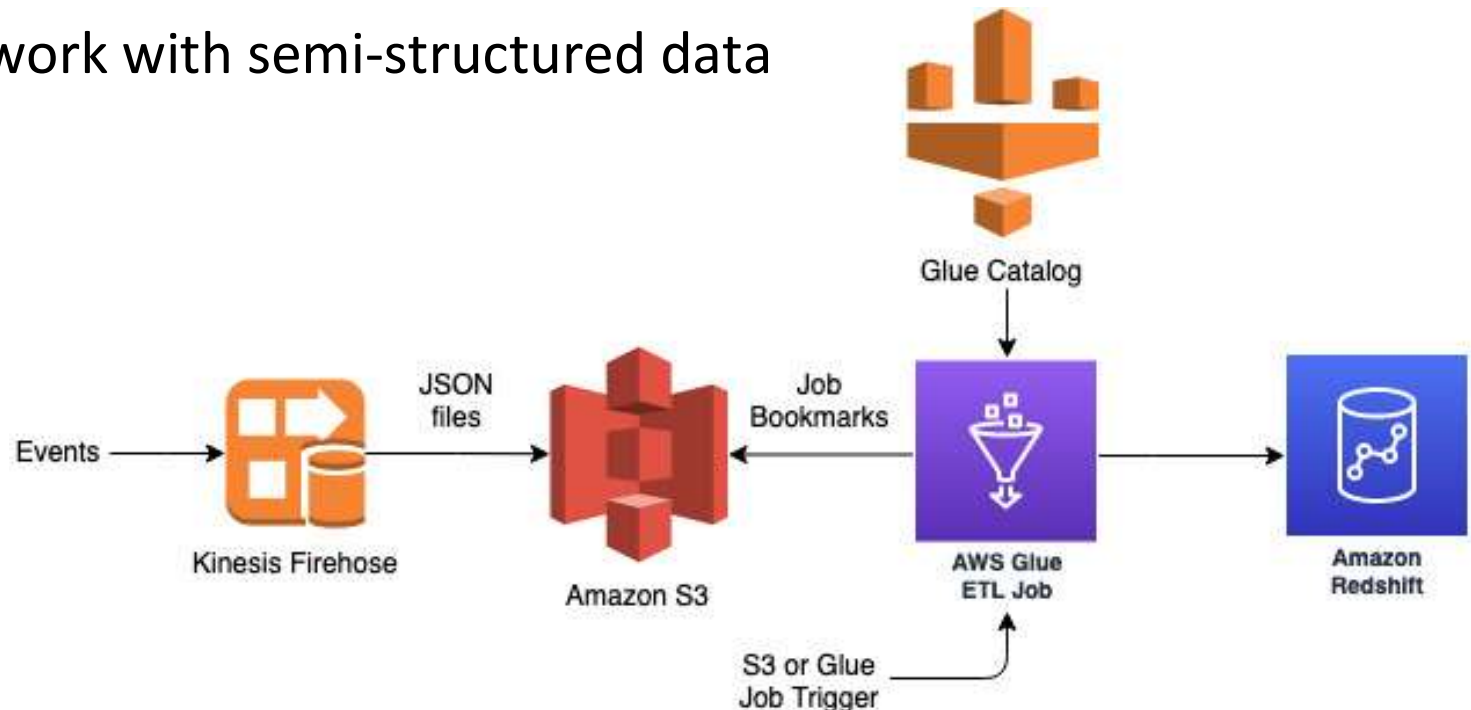 work with semi-structured data
Glue Catalog
JSON
files
Job
Bookmarks
Events
Kinesis Firehose
Amazon S3
AWS Glue
ETL Job
Amazon
Redshift
S3 or Glue
Job Trigger